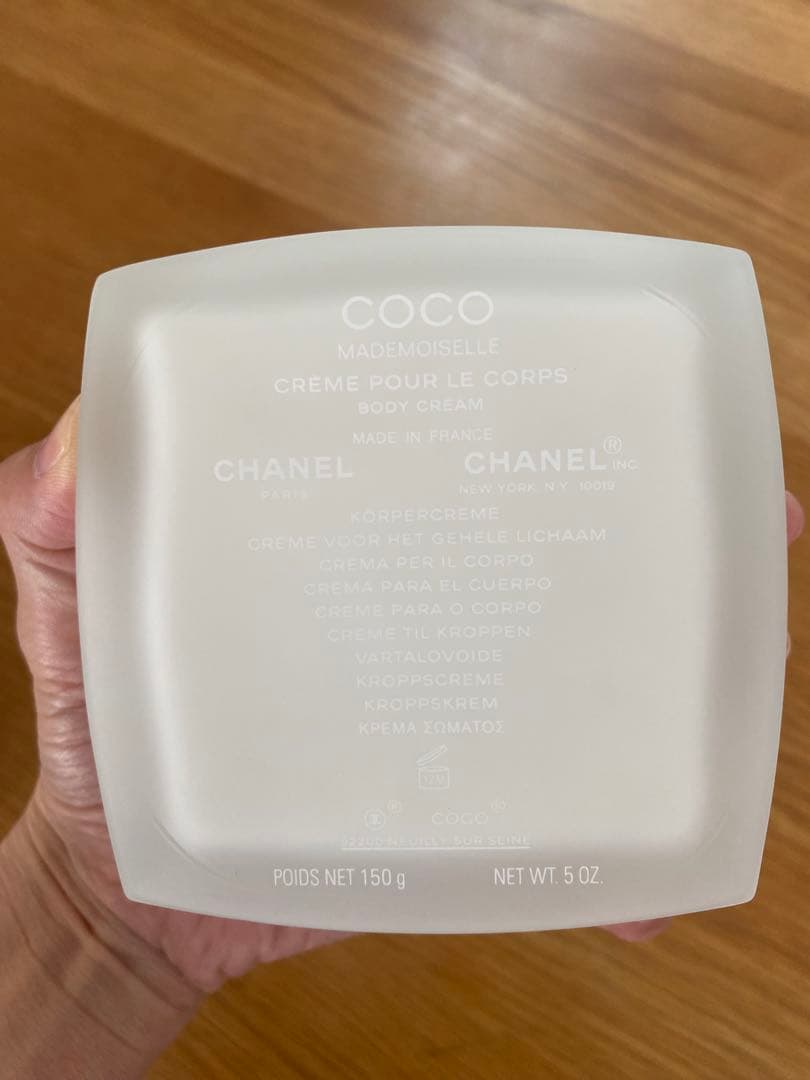 COCO
MADEMOISELLE
CRÈME POUR LE CORPS
BODY CREAM
MADE IN FRANCE
CHANEL CHANEL® INC.
PARIS NEW YORK N.Y. 10019
KÖRPERCREME
CREME VOOR HET GEHELE LICHAAM
CREMA PER IL CORPO
CREMA PARA EL CUERPO
CREME PARA O CORPO
CREME TIL KROPPEN
VARTALOVOIDE
KROPPSCREME
KROPPSKREM
ΚΡΕΜΑ ΣΩΜΑΤΟΣ
12M
® COCO ®
92200 NEUILLY SUR SEINE
POIDS NET 150 g NET WT. 5 OZ.